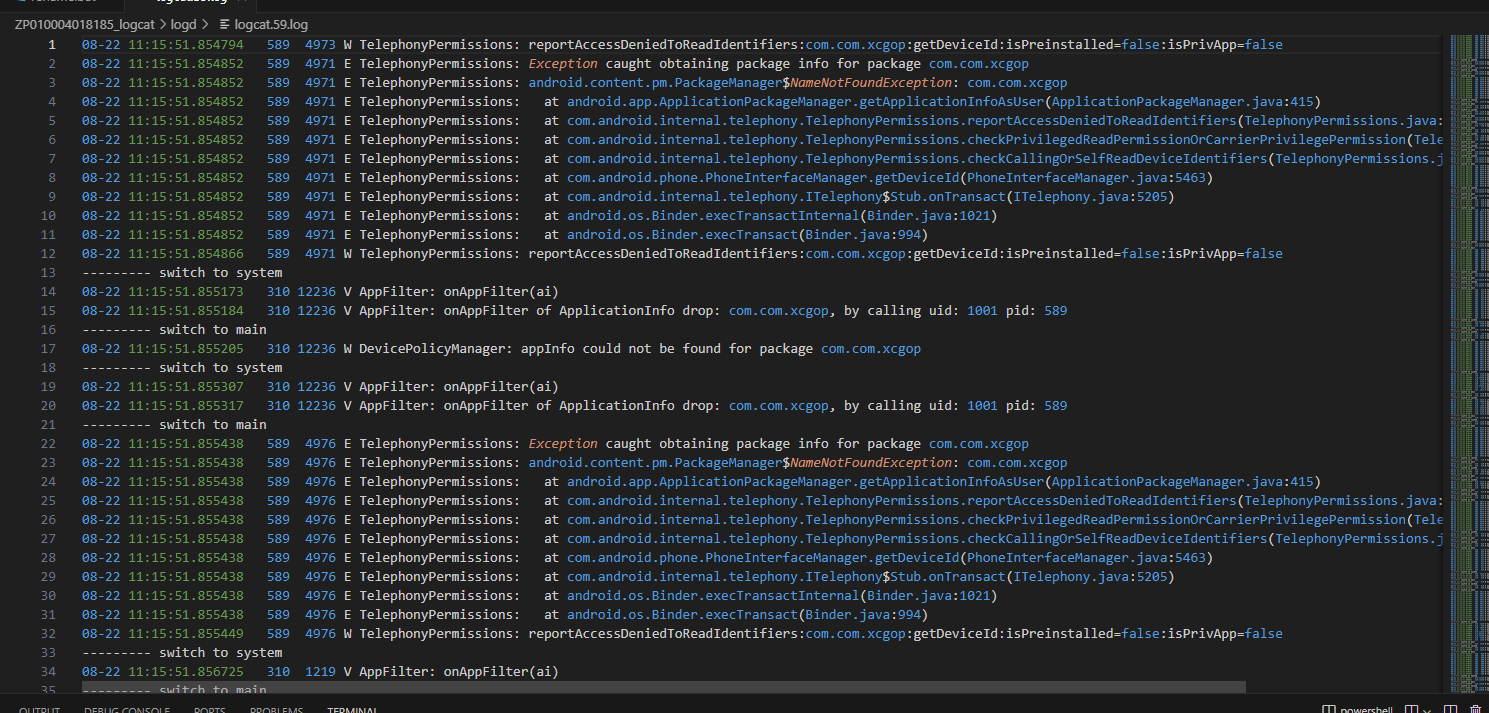 ZP010004018185_logcat > logd > logcat.59.log
1 08-22 11:15:51.854794 589 4973 W TelephonyPermissions: reportAccessDeniedToReadIdentifiers:com.com.xcgop:getDeviceId:isPreinstalled=false:isPrivApp=false
2 08-22 11:15:51.854852 589 4971 E TelephonyPermissions: Exception caught obtaining package info for package com.com.xcgop
3 08-22 11:15:51.854852 589 4971 E TelephonyPermissions: android.content.pm.PackageManager$NameNotFoundException: com.com.xcgop
4 08-22 11:15:51.854852 589 4971 E TelephonyPermissions: at android.app.ApplicationPackageManager.getApplicationInfoAsUser(ApplicationPackageManager.java:415)
5 08-22 11:15:51.854852 589 4971 E TelephonyPermissions: at com.android.internal.telephony.TelephonyPermissions.reportAccessDeniedToReadIdentifiers(TelephonyPermissions.java:
6 08-22 11:15:51.854852 589 4971 E TelephonyPermissions: at com.android.internal.telephony.TelephonyPermissions.checkPrivilegedReadPermissionOrCarrierPrivilegePermission(Tele
7 08-22 11:15:51.854852 589 4971 E TelephonyPermissions: at com.android.internal.telephony.TelephonyPermissions.checkCallingOrSelfReadDeviceIdentifiers(TelephonyPermissions.j
8 08-22 11:15:51.854852 589 4971 E TelephonyPermissions: at com.android.phone.PhoneInterfaceManager.getDeviceId(PhoneInterfaceManager.java:5463)
9 08-22 11:15:51.854852 589 4971 E TelephonyPermissions: at com.android.internal.telephony.ITelephony$Stub.onTransact(ITelephony.java:5205)
10 08-22 11:15:51.854852 589 4971 E TelephonyPermissions: at android.os.Binder.execTransactInternal(Binder.java:1021)
11 08-22 11:15:51.854852 589 4971 E TelephonyPermissions: at android.os.Binder.execTransact(Binder.java:994)
12 08-22 11:15:51.854866 589 4971 W TelephonyPermissions: reportAccessDeniedToReadIdentifiers:com.com.xcgop:getDeviceId:isPreinstalled=false:isPrivApp=false
13 --------- switch to system
14 08-22 11:15:51.855173 310 12236 V AppFilter: onAppFilter(ai)
15 08-22 11:15:51.855184 310 12236 V AppFilter: onAppFilter of ApplicationInfo drop: com.com.xcgop, by calling uid: 1001 pid: 589
16 --------- switch to main
17 08-22 11:15:51.855205 310 12236 W DevicePolicyManager: appInfo could not be found for package com.com.xcgop
18 --------- switch to system
19 08-22 11:15:51.855307 310 12236 V AppFilter: onAppFilter(ai)
20 08-22 11:15:51.855317 310 12236 V AppFilter: onAppFilter of ApplicationInfo drop: com.com.xcgop, by calling uid: 1001 pid: 589
21 --------- switch to main
22 08-22 11:15:51.855438 589 4976 E TelephonyPermissions: Exception caught obtaining package info for package com.com.xcgop
23 08-22 11:15:51.855438 589 4976 E TelephonyPermissions: android.content.pm.PackageManager$NameNotFoundException: com.com.xcgop
24 08-22 11:15:51.855438 589 4976 E TelephonyPermissions: at android.app.ApplicationPackageManager.getApplicationInfoAsUser(ApplicationPackageManager.java:415)
25 08-22 11:15:51.855438 589 4976 E TelephonyPermissions: at com.android.internal.telephony.TelephonyPermissions.reportAccessDeniedToReadIdentifiers(TelephonyPermissions.java:
26 08-22 11:15:51.855438 589 4976 E TelephonyPermissions: at com.android.internal.telephony.TelephonyPermissions.checkPrivilegedReadPermissionOrCarrierPrivilegePermission(Tele
27 08-22 11:15:51.855438 589 4976 E TelephonyPermissions: at com.android.internal.telephony.TelephonyPermissions.checkCallingOrSelfReadDeviceIdentifiers(TelephonyPermissions.j
28 08-22 11:15:51.855438 589 4976 E TelephonyPermissions: at com.android.phone.PhoneInterfaceManager.getDeviceId(PhoneInterfaceManager.java:5463)
29 08-22 11:15:51.855438 589 4976 E TelephonyPermissions: at com.android.internal.telephony.ITelephony$Stub.onTransact(ITelephony.java:5205)
30 08-22 11:15:51.855438 589 4976 E TelephonyPermissions: at android.os.Binder.execTransactInternal(Binder.java:1021)
31 08-22 11:15:51.855438 589 4976 E TelephonyPermissions: at android.os.Binder.execTransact(Binder.java:994)
32 08-22 11:15:51.855449 589 4976 W TelephonyPermissions: reportAccessDeniedToReadIdentifiers:com.com.xcgop:getDeviceId:isPreinstalled=false:isPrivApp=false
33 --------- switch to system
34 08-22 11:15:51.856725 310 1219 V AppFilter: onAppFilter(ai)
35 --------- switch to main
OUTPUT DEBUG CONSOLE PORTS PROBLEMS TERMINAL powershell